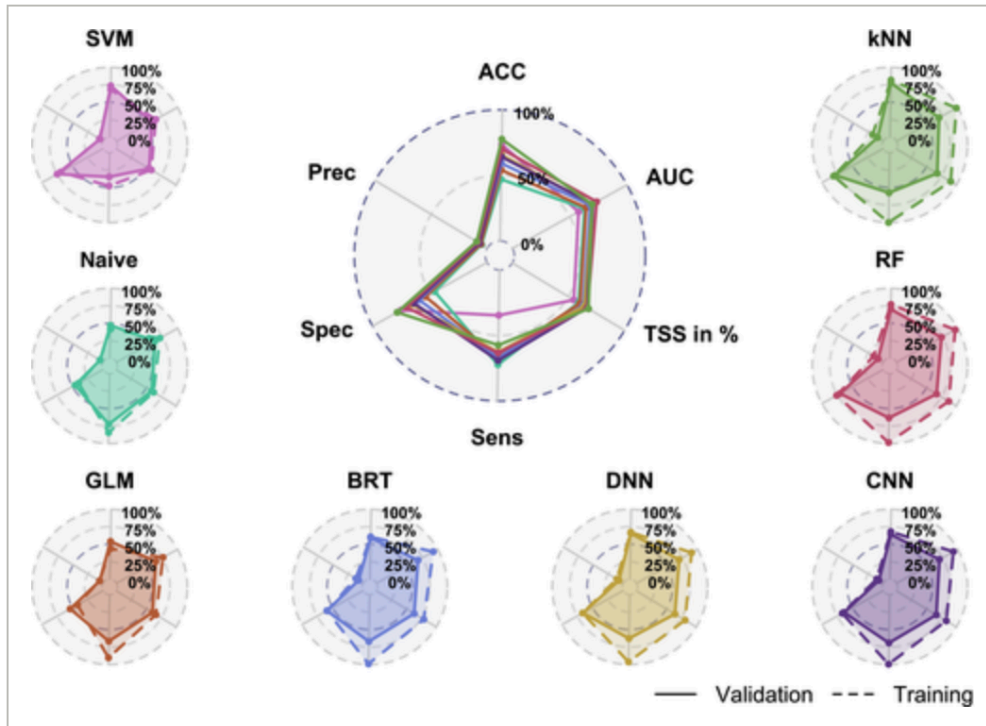 SVM
100%
75%
50%
25%
0%
Naive
100%
75%
50%
25%
0%
ACC
100%
50%
0%
AUC
TSS in %
Sens
Spec
Prec
kNN
100%
75%
50%
25%
0%
RF
100%
75%
50%
25%
0%
GLM
100%
75%
50%
25%
0%
BRT
100%
75%
50%
25%
0%
DNN
100%
75%
50%
25%
0%
CNN
100%
75%
50%
25%
0%
Validation
Training